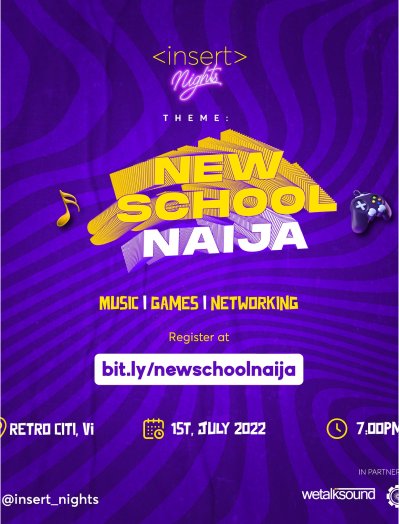 <insert>
Nights
THEME:
NEW
SCHOOL
NAIJA
MUSIC | GAMES | NETWORKING
Register at
bit.ly/newschoolnaija
RETRO CITI, Vi
1ST, JULY 2022
7:00PM
IN PARTNER
@insert_nights
wetalksound